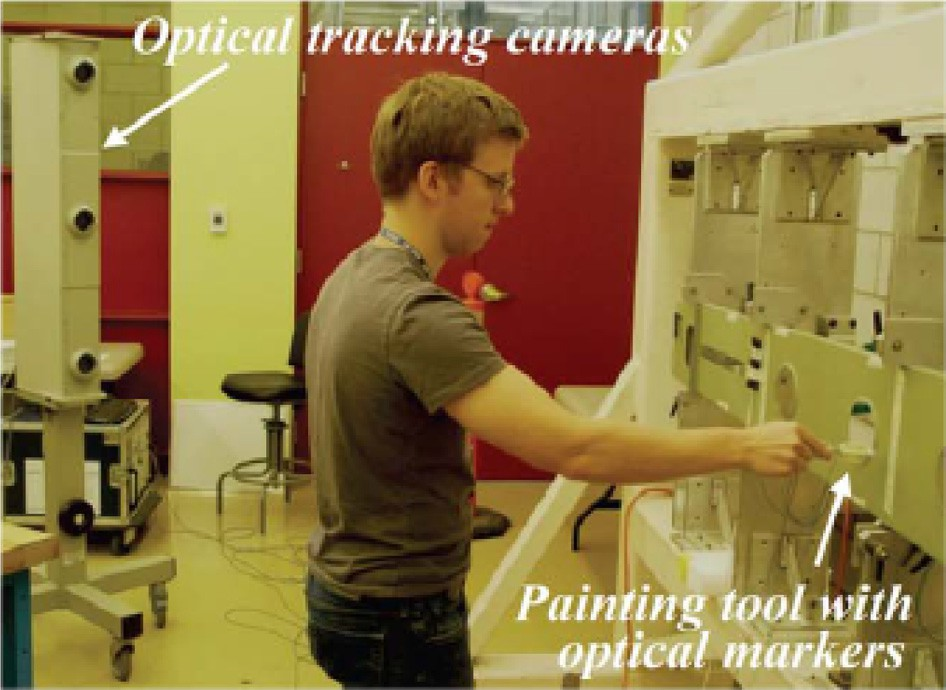 Optical tracking cameras
Painting tool with
optical markers